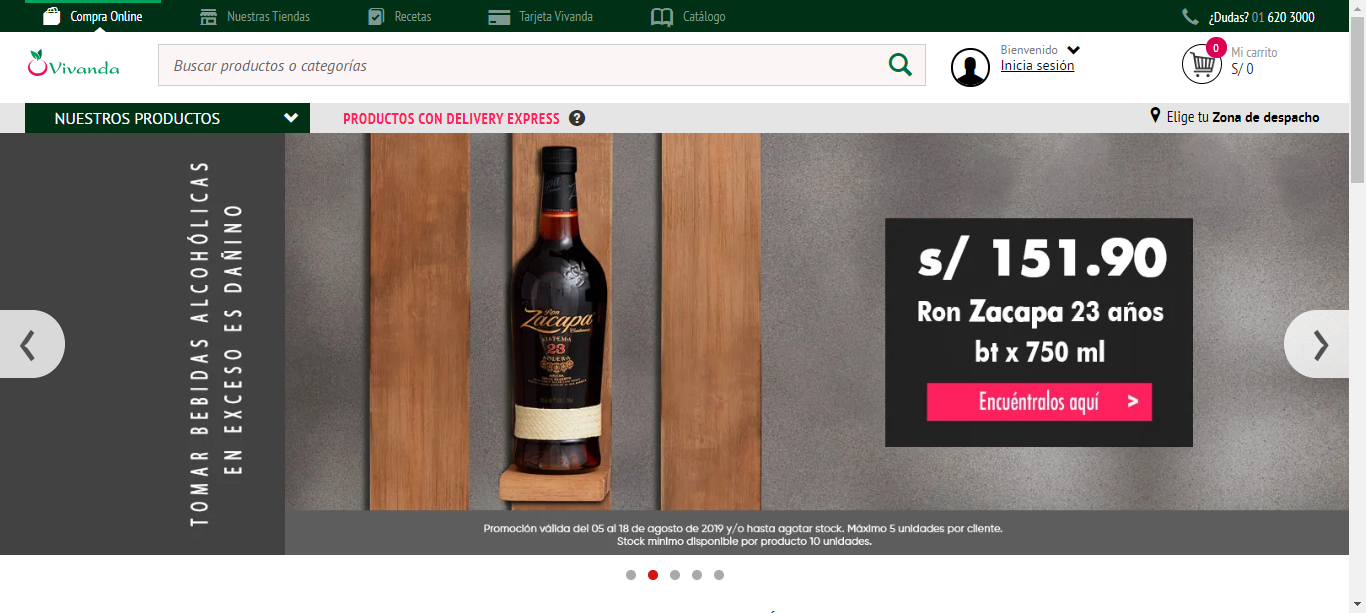 Compra Online
Nuestras Tiendas
Recetas
Tarjeta Vivanda
Catálogo
¿Dudas? 01 620 3000
Vivanda
Buscar productos o categorías
Bienvenido
Inicia sesión
0
Mi carrito
S/ 0
NUESTROS PRODUCTOS
PRODUCTOS CON DELIVERY EXPRESS ?
Elige tu Zona de despacho
TOMAR BEBIDAS ALCOHÓLICAS
EN EXCESO ES DAÑINO
Ron
Zacapa
Centenario
SISTEMA
23
SOLERA
s/ 151.90
Ron Zacapa 23 años
bt x 750 ml
Encuéntralos aquí >
Promoción válida del 05 al 18 de agosto de 2019 y/o hasta agotar stock. Máximo 5 unidades por cliente.
Stock mínimo disponible por producto 10 unidades.